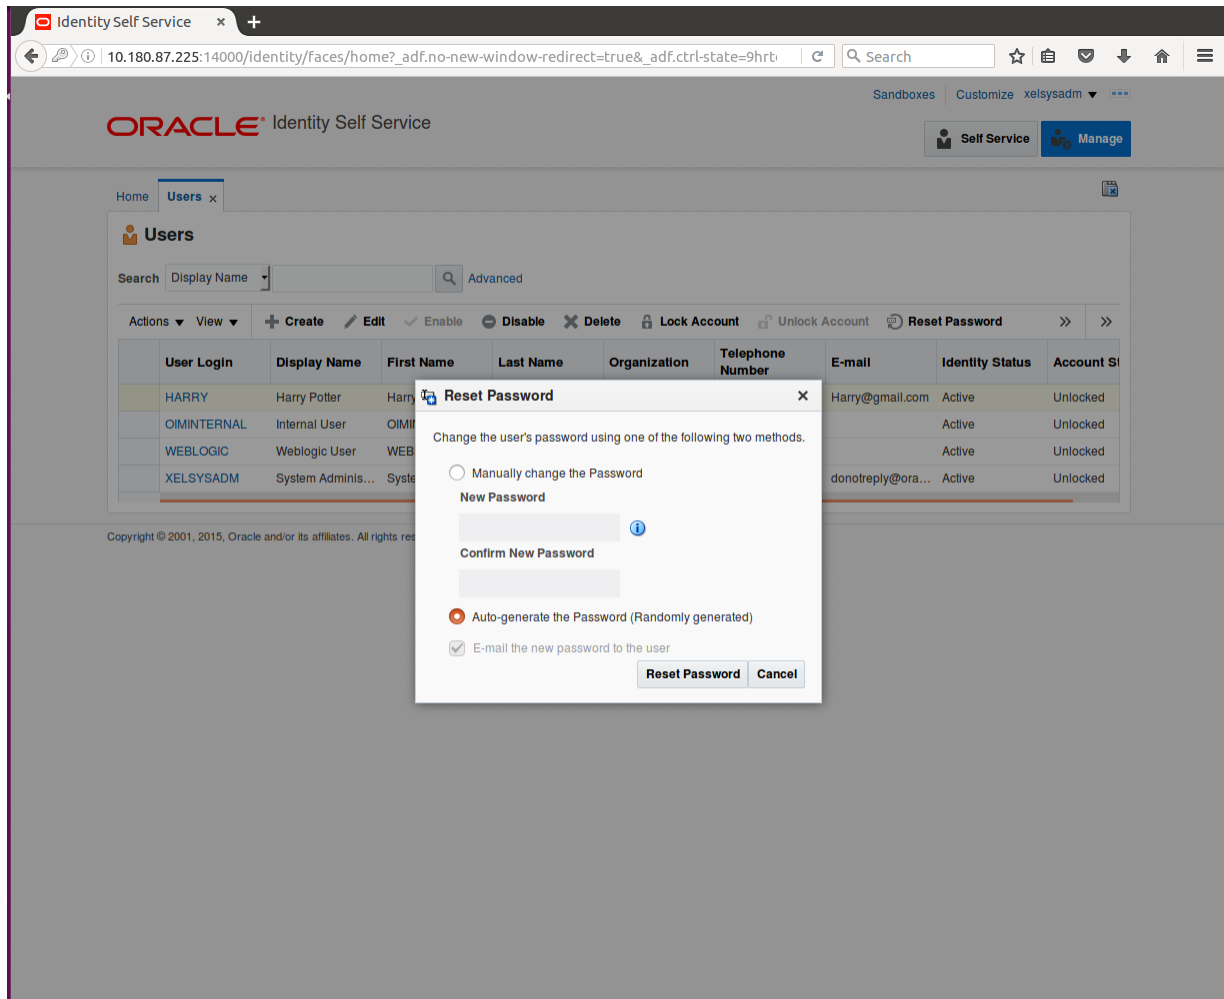 Identity Self Service × +
10.180.87.225:14000/identity/faces/home?_adf.no-new-window-redirect=true&_adf.ctrl-state=9hrt Search
Sandboxes Customize xelsysadm
ORACLE Identity Self Service
Self Service Manage
Home Users ×
Users
Search Display Name Advanced
Actions View Create Edit Enable Disable Delete Lock Account Unlock Account Reset Password » »
User Login Display Name First Name Last Name Organization Telephone Number E-mail Identity Status Account St
HARRY Harry Potter Harry Harry@gmail.com Active Unlocked
OIMINTERNAL Internal User OIMI Active Unlocked
WEBLOGIC Weblogic User WEB Active Unlocked
XELSYSADM System Adminis... Syste donotreply@ora... Active Unlocked
Copyright © 2001, 2015, Oracle and/or its affiliates. All rights res
Reset Password ×
Change the user's password using one of the following two methods.
Manually change the Password
New Password
Confirm New Password
Auto-generate the Password (Randomly generated)
E-mail the new password to the user
Reset Password Cancel